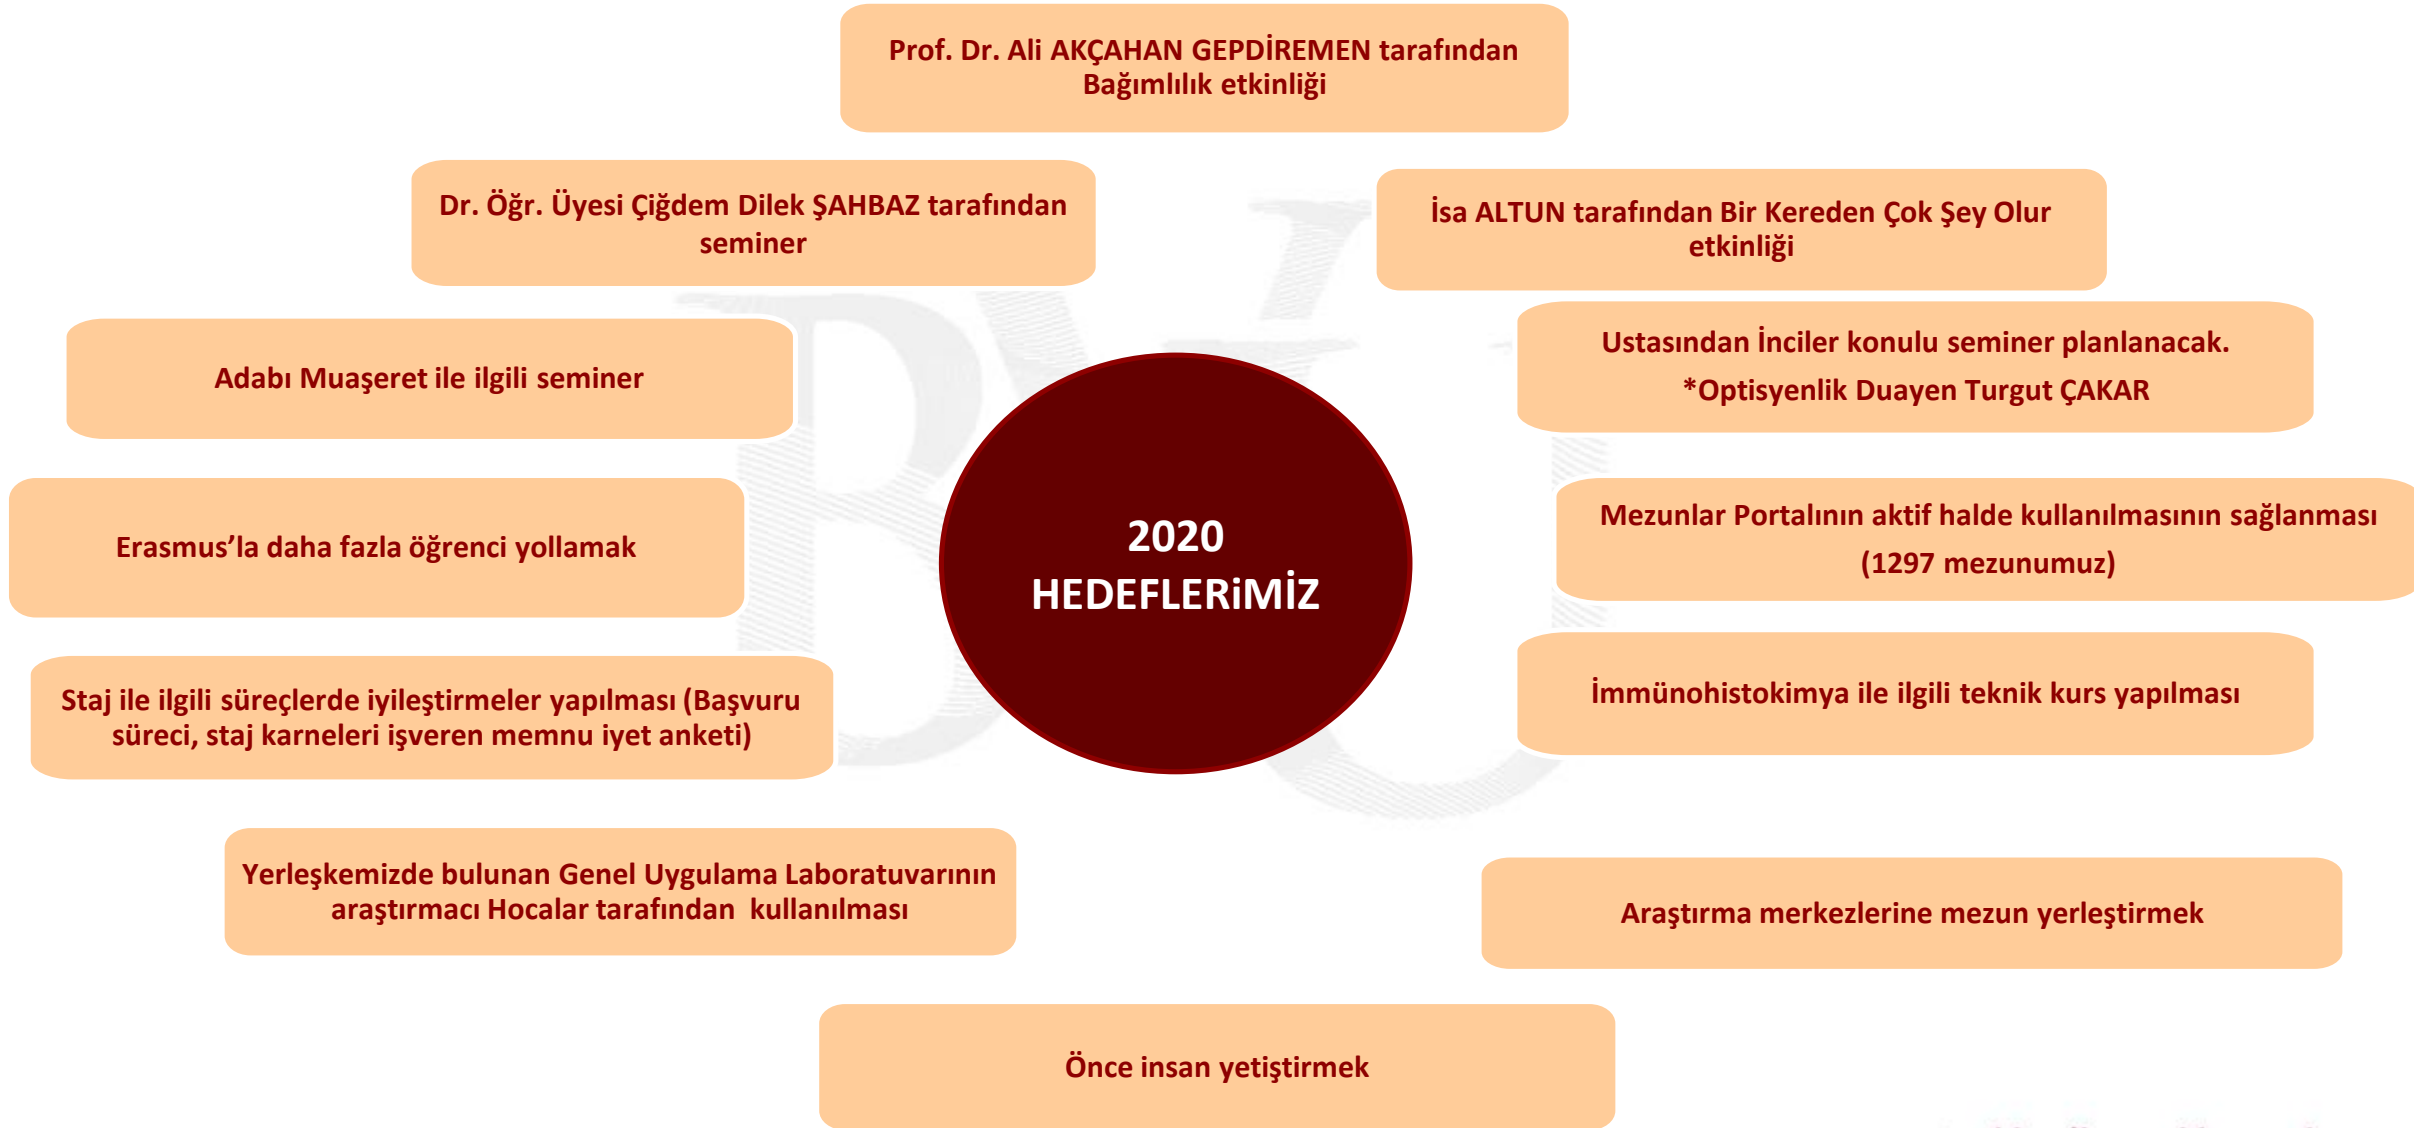 Prof. Dr. Ali AKÇAHAN GEPDİREMEN tarafından
Bağımlılık etkinliği
Dr. Öğr. Üyesi Çiğdem Dilek ŞAHBAZ tarafından
seminer
İsa ALTUN tarafından Bir Kereden Çok Şey Olur
etkinliği
Adabı Muaşeret ile ilgili seminer
Ustasından İnciler konulu seminer planlanacak.
*Optisyenlik Duayen Turgut ÇAKAR
Erasmus’la daha fazla öğrenci yollamak
2020
HEDEFLERiMİZ
Mezunlar Portalının aktif halde kullanılmasının sağlanması
(1297 mezunumuz)
Staj ile ilgili süreçlerde iyileştirmeler yapılması (Başvuru
süreci, staj karneleri işveren memnu iyet anketi)
İmmünohistokimya ile ilgili teknik kurs yapılması
Yerleşkemizde bulunan Genel Uygulama Laboratuvarının
araştırmacı Hocalar tarafından  kullanılması
Araştırma merkezlerine mezun yerleştirmek
Önce insan yetiştirmek